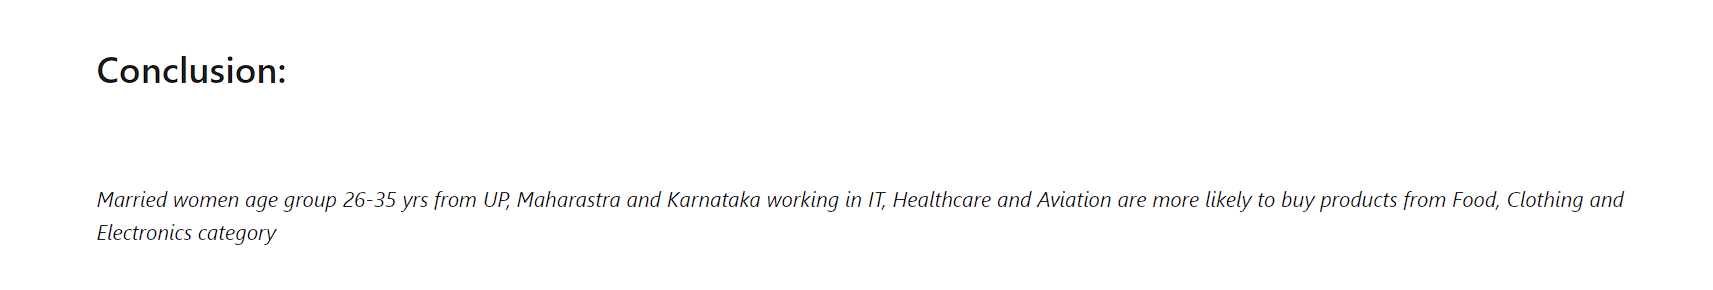 Conclusion:
Married women age group 26-35 yrs from UP, Maharastra and Karnataka working in IT, Healthcare and Aviation are more likely to buy products from Food, Clothing and
Electronics category